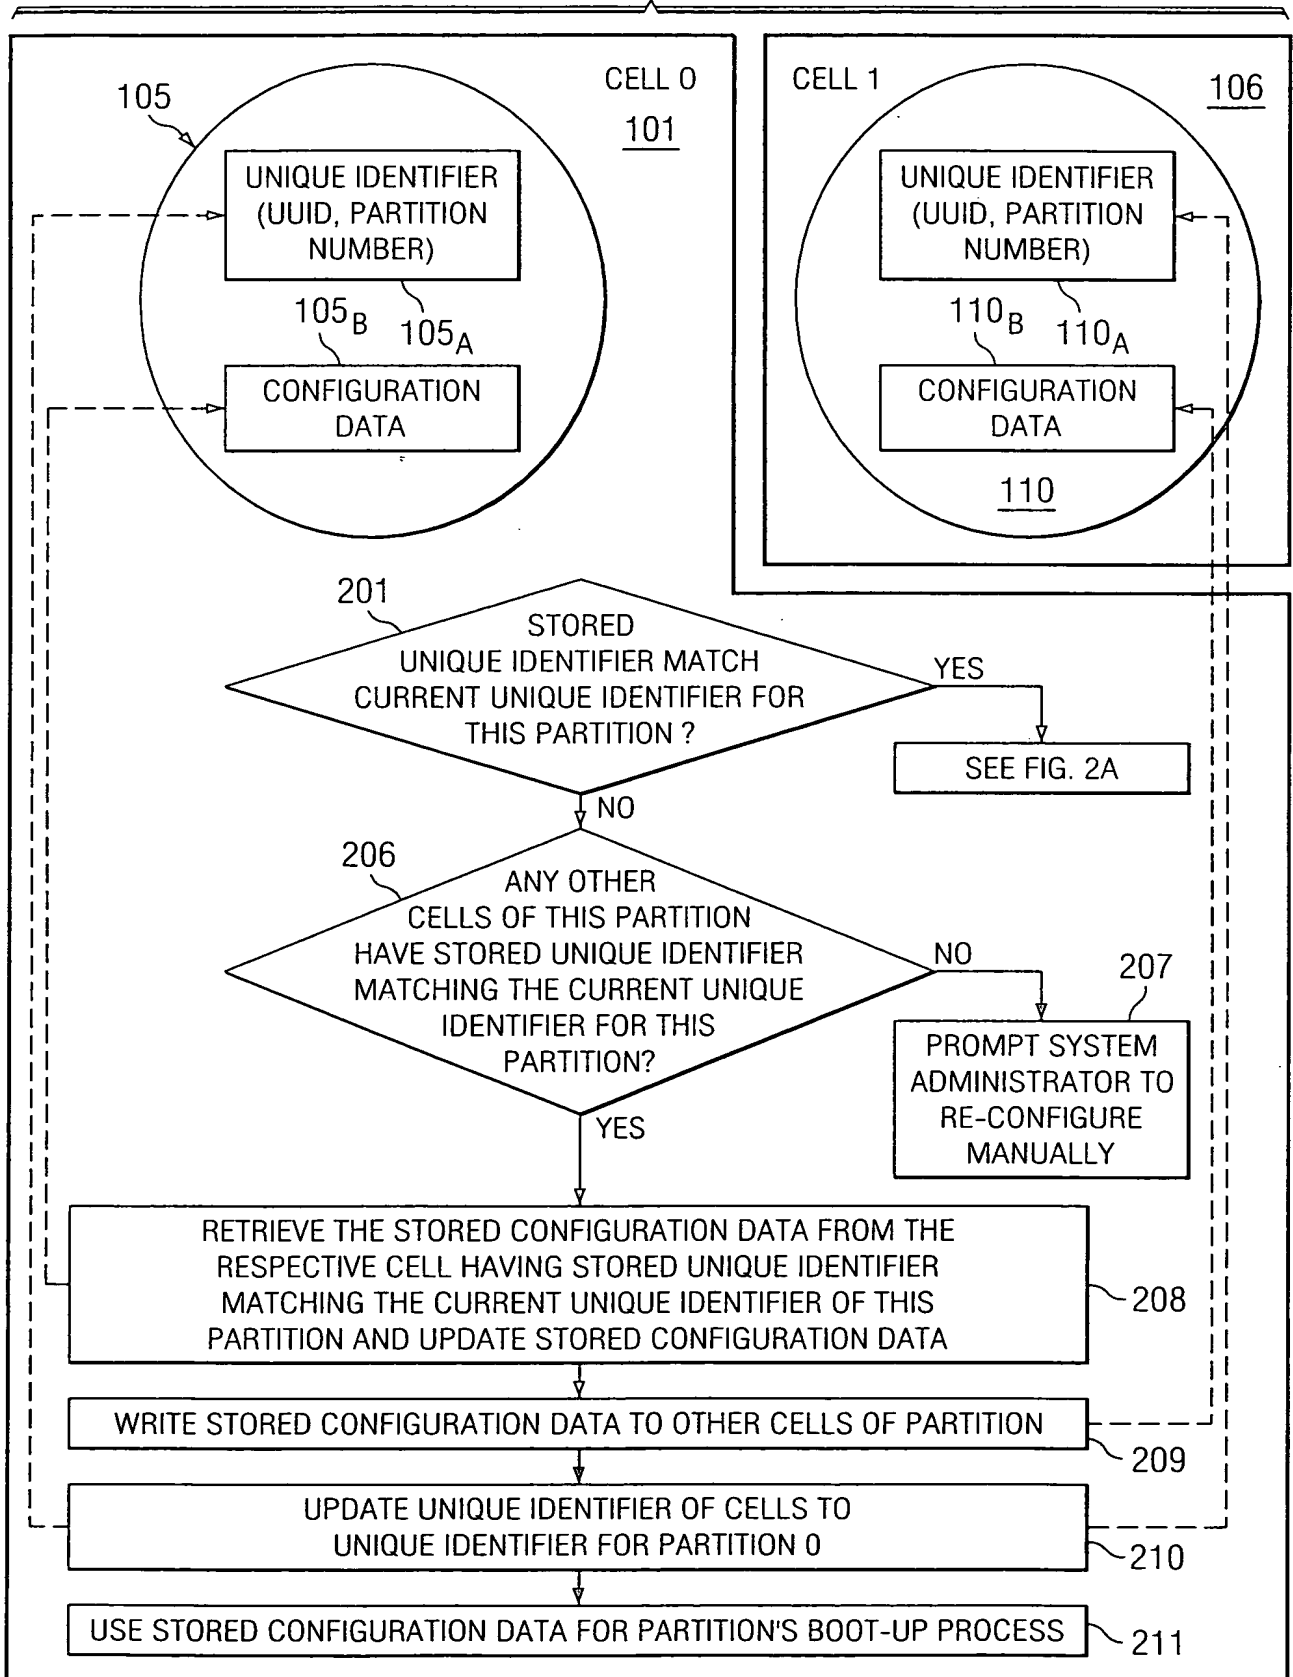 CELL 0
101
105
UNIQUE IDENTIFIER
(UUID, PARTITION
NUMBER)
105B
105A
CONFIGURATION
DATA
CELL 1
106
UNIQUE IDENTIFIER
(UUID, PARTITION
NUMBER)
110B
110A
CONFIGURATION
DATA
110
201
STORED
UNIQUE IDENTIFIER MATCH
CURRENT UNIQUE IDENTIFIER FOR
THIS PARTITION ?
YES
SEE FIG. 2A
NO
206
ANY OTHER
CELLS OF THIS PARTITION
HAVE STORED UNIQUE IDENTIFIER
MATCHING THE CURRENT UNIQUE
IDENTIFIER FOR THIS
PARTITION?
NO
207
PROMPT SYSTEM
ADMINISTRATOR TO
RE-CONFIGURE
MANUALLY
YES
RETRIEVE THE STORED CONFIGURATION DATA FROM THE
RESPECTIVE CELL HAVING STORED UNIQUE IDENTIFIER
MATCHING THE CURRENT UNIQUE IDENTIFIER OF THIS
PARTITION AND UPDATE STORED CONFIGURATION DATA
208
WRITE STORED CONFIGURATION DATA TO OTHER CELLS OF PARTITION
209
UPDATE UNIQUE IDENTIFIER OF CELLS TO
UNIQUE IDENTIFIER FOR PARTITION 0
210
USE STORED CONFIGURATION DATA FOR PARTITION'S BOOT-UP PROCESS
211